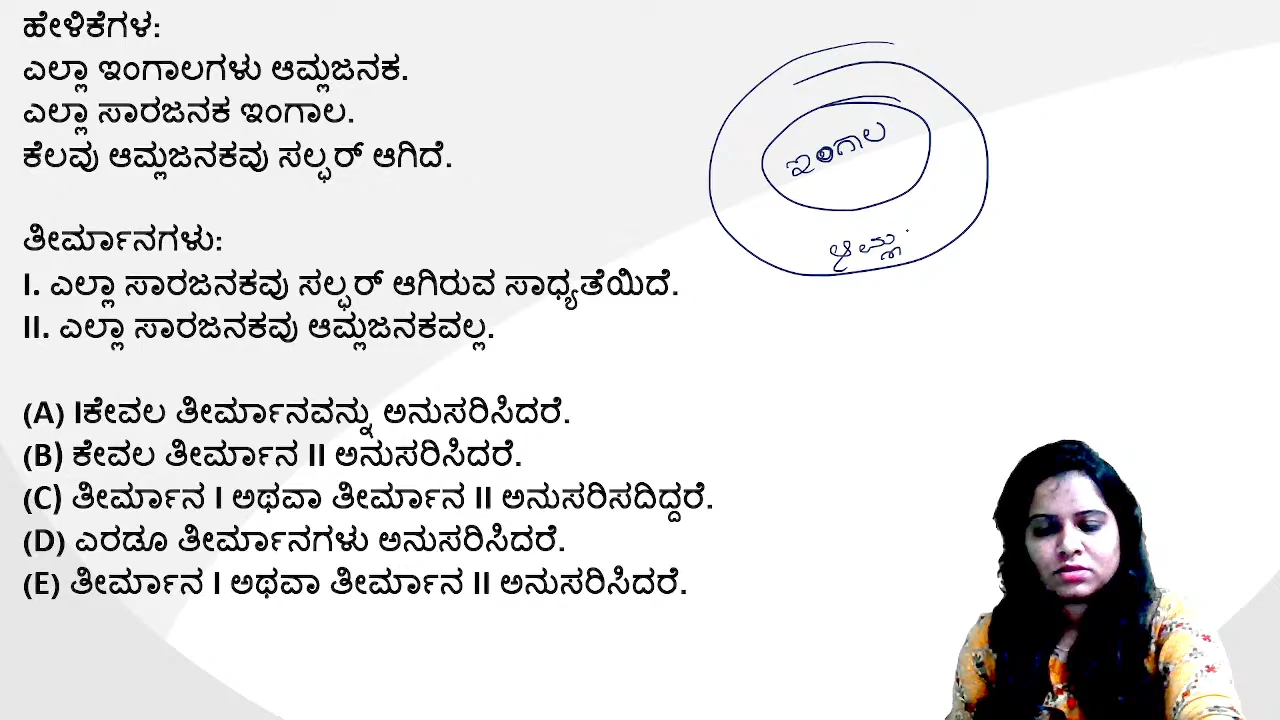 ಹೇಳಿಕೆಗಳ:
ಎಲ್ಲಾ ಇಂಗಾಲಗಳು ಆಮ್ಲಜನಕ.
ಎಲ್ಲಾ ಸಾರಜನಕ ಇಂಗಾಲ.
ಕೆಲವು ಆಮ್ಲಜನಕವು ಸಲ್ಫರ್ ಆಗಿದೆ.
ತೀರ್ಮಾನಗಳು:
I. ಎಲ್ಲಾ ಸಾರಜನಕವು ಸಲ್ಫರ್ ಆಗಿರುವ ಸಾಧ್ಯತೆಯಿದೆ.
II. ಎಲ್ಲಾ ಸಾರಜನಕವು ಆಮ್ಲಜನಕವಲ್ಲ.
(A) Iಕೇವಲ ತೀರ್ಮಾನವನ್ನು ಅನುಸರಿಸಿದರೆ.
(B) ಕೇವಲ ತೀರ್ಮಾನ II ಅನುಸರಿಸಿದರೆ.
(C) ತೀರ್ಮಾನ I ಅಥವಾ ತೀರ್ಮಾನ II ಅನುಸರಿಸದಿದ್ದರೆ.
(D) ಎರಡೂ ತೀರ್ಮಾನಗಳು ಅನುಸರಿಸಿದರೆ.
(E) ತೀರ್ಮಾನ I ಅಥವಾ ತೀರ್ಮಾನ II ಅನುಸರಿಸಿದರೆ.
ಇಂಗಾಲ
ಆಮ್ಲ